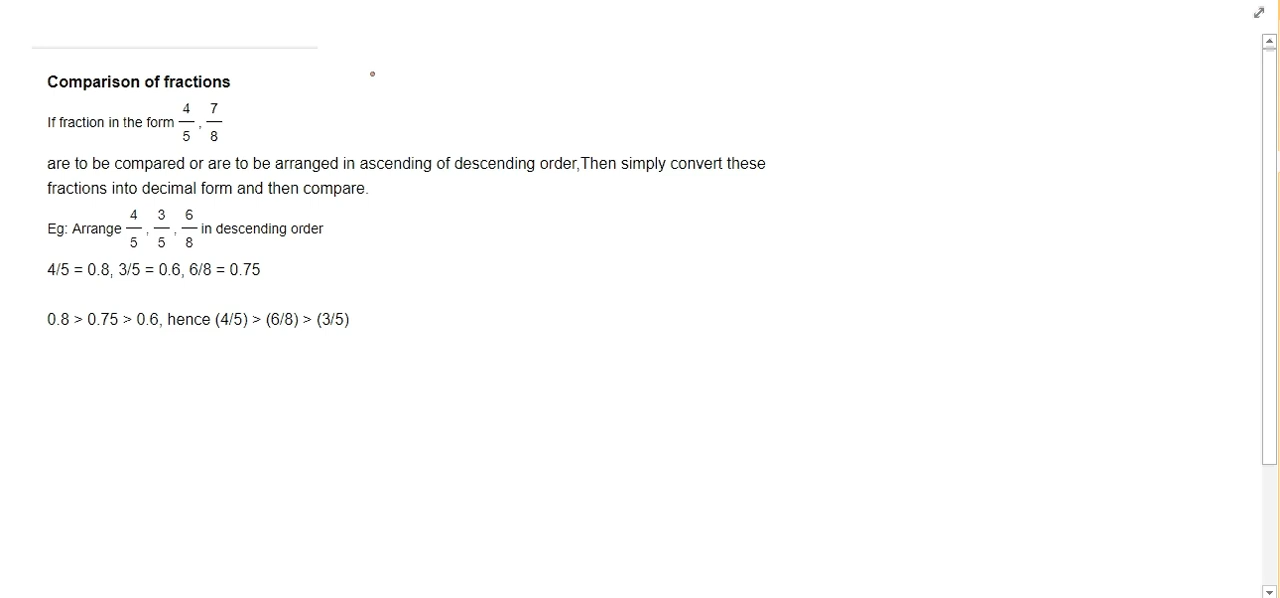 Comparison of fractions
If fraction in the form 4/5 , 7/8
are to be compared or are to be arranged in ascending of descending order,Then simply convert these
fractions into decimal form and then compare.
Eg: Arrange 4/5 , 3/5 , 6/8 in descending order
4/5 = 0.8, 3/5 = 0.6, 6/8 = 0.75
0.8 > 0.75 > 0.6, hence (4/5) > (6/8) > (3/5)